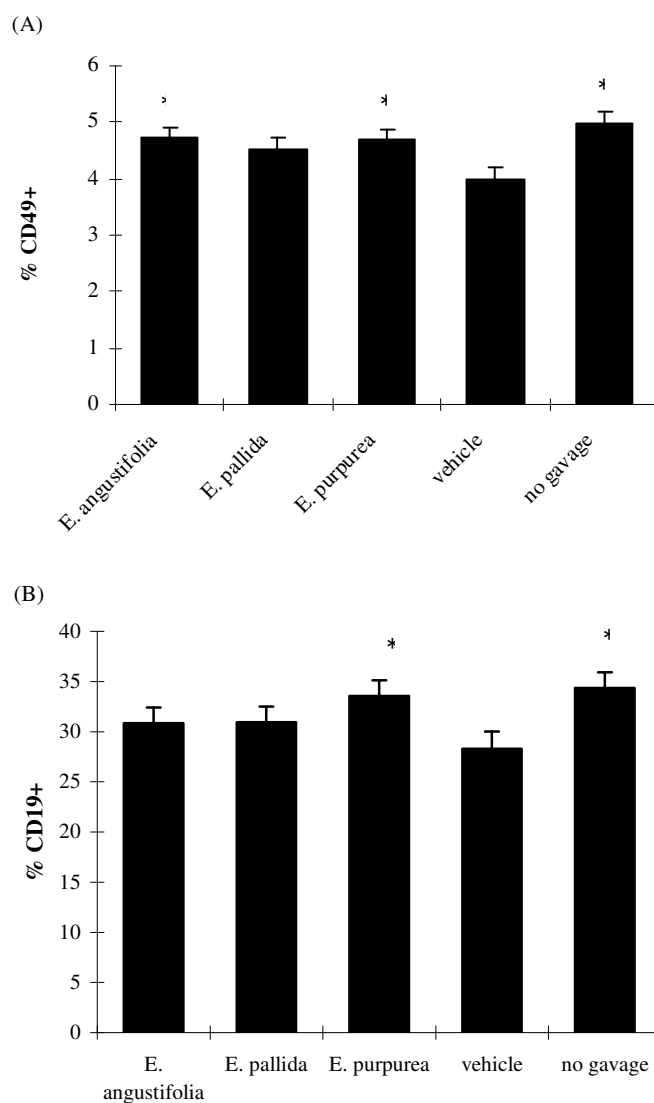 (A)
6
5
4
3
2
1
0
% CD49+
*
*
*
E. angustifolia
E. pallida
E. purpurea
vehicle
no gavage
(B)
40
35
30
25
20
15
10
5
0
% CD19+
*
*
E. angustifolia
E. pallida
E. purpurea
vehicle
no gavage